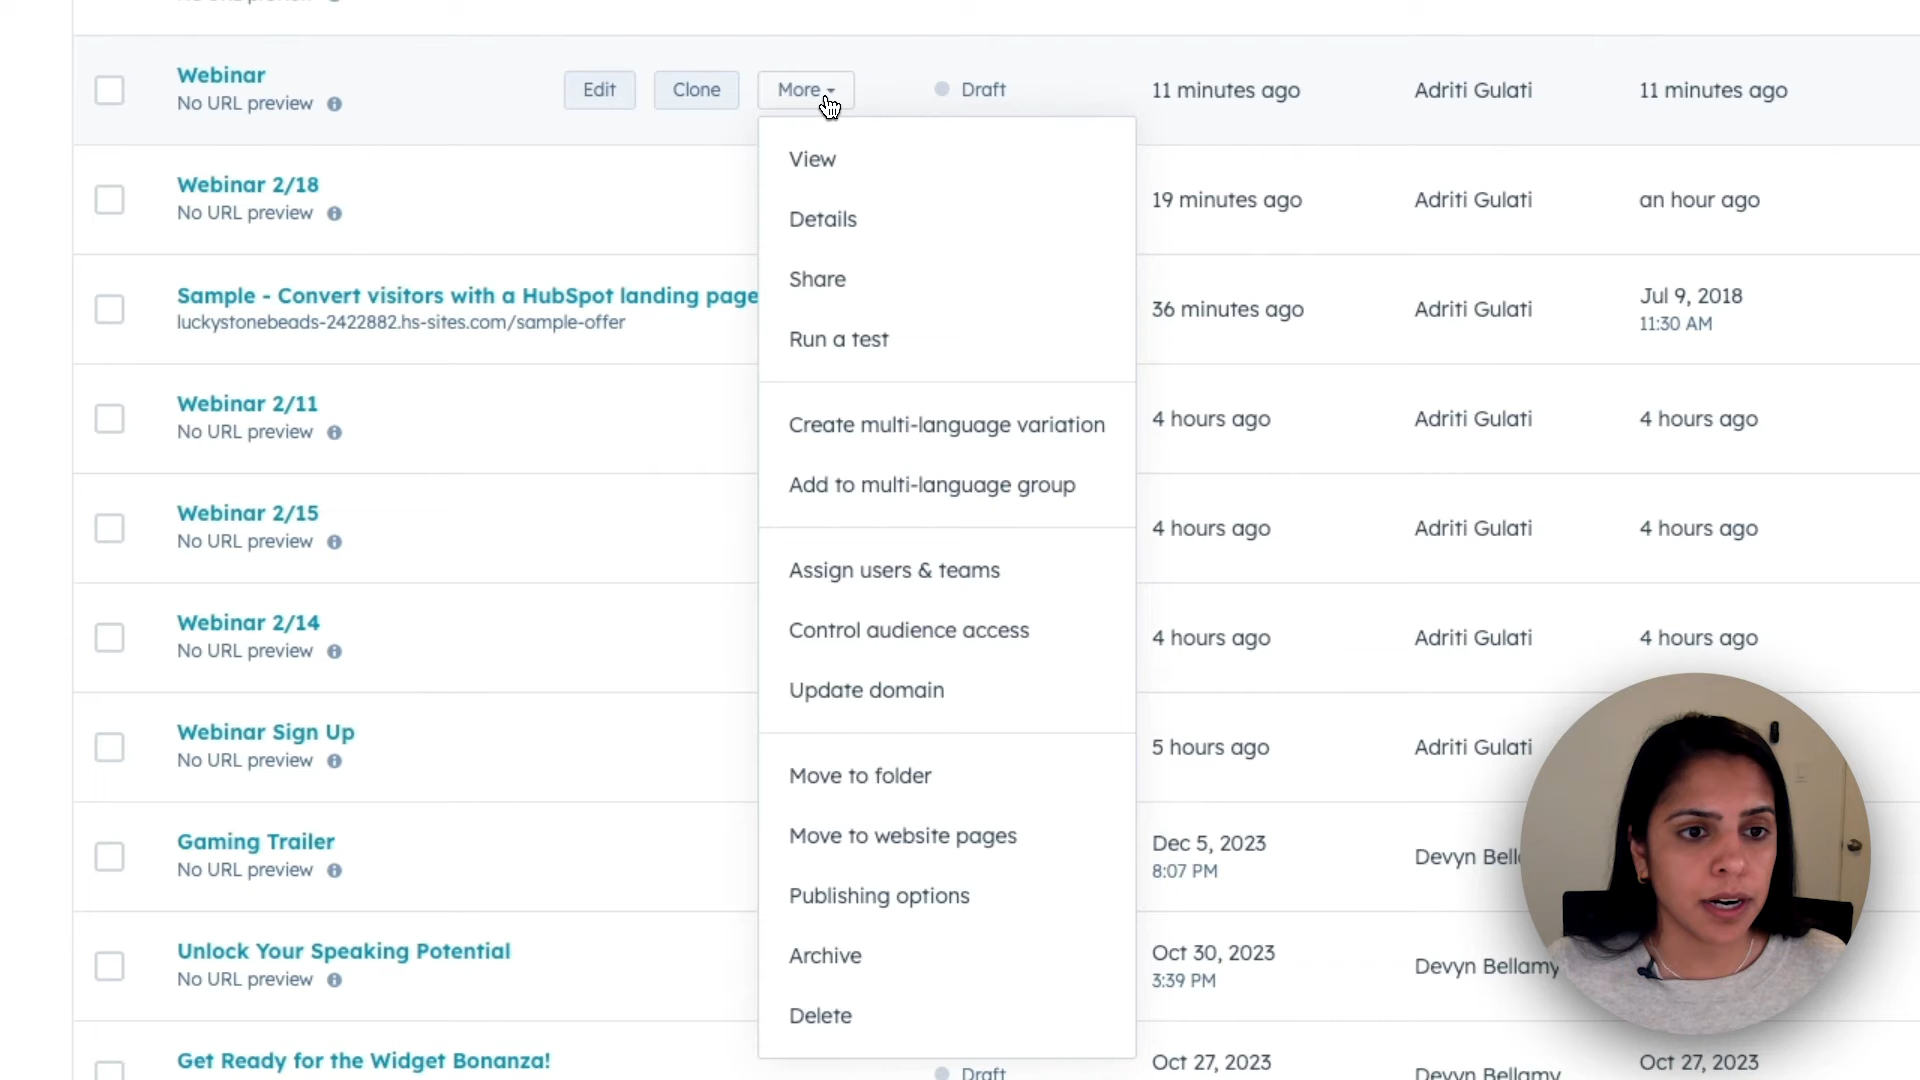 Webinar
No URL preview
Edit
Clone
More
Draft
11 minutes ago
Adriti Gulati
11 minutes ago
View
Details
Share
Run a test
Create multi-language variation
Add to multi-language group
Assign users & teams
Control audience access
Update domain
Move to folder
Move to website pages
Publishing options
Archive
Delete
Webinar 2/18
No URL preview
19 minutes ago
Adriti Gulati
an hour ago
Sample - Convert visitors with a HubSpot landing page
luckystonebeads-2422882.hs-sites.com/sample-offer
36 minutes ago
Adriti Gulati
Jul 9, 2018
11:30 AM
Webinar 2/11
No URL preview
4 hours ago
Adriti Gulati
4 hours ago
Webinar 2/15
No URL preview
4 hours ago
Adriti Gulati
4 hours ago
Webinar 2/14
No URL preview
4 hours ago
Adriti Gulati
4 hours ago
Webinar Sign Up
No URL preview
5 hours ago
Adriti Gulati
Gaming Trailer
No URL preview
Dec 5, 2023
8:07 PM
Devyn Bell
Unlock Your Speaking Potential
No URL preview
Oct 30, 2023
3:39 PM
Devyn Bellamy
Get Ready for the Widget Bonanza!
Draft
Oct 27, 2023
Devyn Bellamy
Oct 27, 2023